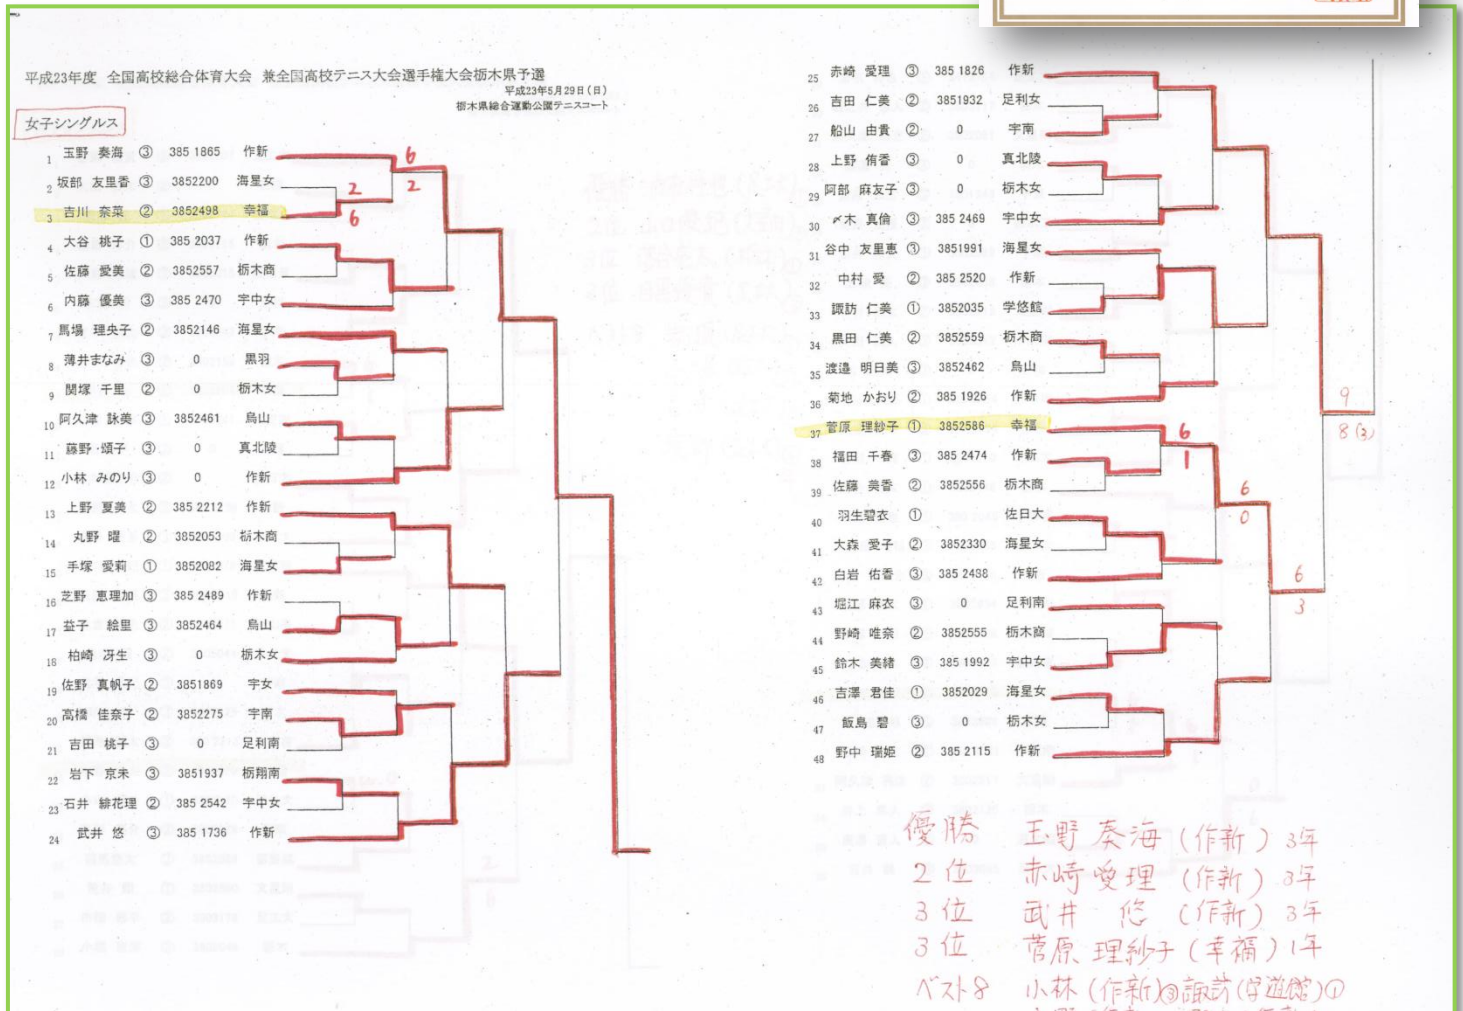 平成23年度 全国高校総合体育大会 兼全国高校テニス大会選手権大会栃木県予選
平成23年5月29日(日)
栃木県総合運動公園テニスコート
女子シングルス
1 玉野 奏海 ③ 385 1865 作新
2 坂部 友里香 ③ 3852200 海星女
3 吉川 奈菜 ② 3852498 幸福
4 大谷 桃子 ① 385 2037 作新
5 佐藤 愛美 ② 3852557 栃木商
6 内藤 優美 ③ 385 2470 宇中女
7 馬場 理央子 ② 3852146 海星女
8 薄井まなみ ③ 0 黒羽
9 関塚 千里 ② 0 栃木女
10 阿久津 詠美 ③ 3852461 烏山
11 藤野 頌子 ③ 0 真北陵
12 小林 みのり ③ 0 作新
13 上野 夏美 ② 385 2212 作新
14 丸野 曜 ② 3852053 栃木商
15 手塚 愛莉 ① 3852082 海星女
16 芝野 恵理加 ③ 385 2489 作新
17 益子 絵里 ③ 3852464 烏山
18 柏崎 冴生 ③ 0 栃木女
19 佐野 真帆子 ② 3851869 宇女
20 高橋 佳奈子 ② 3852275 宇南
21 吉田 桃子 ③ 0 足利南
22 岩下 京未 ③ 3851937 栃翔南
23 石井 緋花理 ② 385 2542 宇中女
24 武井 悠 ③ 385 1736 作新
6
2
2
6
25 赤崎 愛理 ③ 385 1826 作新
26 吉田 仁美 ② 3851932 足利女
27 船山 由貴 ② 0 宇南
28 上野 侑香 ③ 0 真北陵
29 阿部 麻友子 ③ 0 栃木女
30 〆木 真倫 ③ 385 2469 宇中女
31 谷中 友里恵 ③ 3851991 海星女
32 中村 愛 ② 385 2520 作新
33 諏訪 仁美 ① 3852035 学悠館
34 黒田 仁美 ② 3852559 栃木商
35 渡邉 明日美 ③ 3852462 烏山
36 菊地 かおり ② 385 1926 作新
37 菅原 理紗子 ① 3852586 幸福
38 福田 千春 ③ 385 2474 作新
39 佐藤 美香 ② 3852556 栃木商
40 羽生碧衣 ① 佐日大
41 大森 愛子 ② 3852330 海星女
42 白岩 佑香 ③ 385 2488 作新
43 堀江 麻衣 ③ 0 足利南
44 野崎 唯奈 ② 3852555 栃木商
45 鈴木 美緒 ③ 385 1992 宇中女
46 吉澤 君佳 ① 3852029 海星女
47 飯島 碧 ③ 0 栃木女
48 野中 瑞姫 ② 385 2115 作新
6
1
6
0
6
3
9
8(3)
優勝 玉野 奏海 (作新) 3年
2位 赤崎愛理 (作新) 3年
3位 武井 悠 (作新) 3年
3位 菅原 理紗子 (幸福) 1年
ベスト8 小林 (作新)③諏訪(学遊館)①